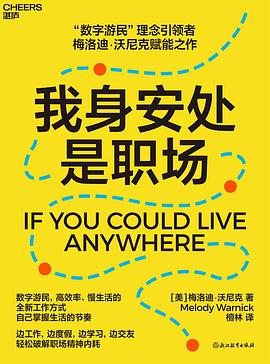 CHEERS
湛庐
“数字游民”理念引领者
梅洛迪·沃尼克赋能之作
我身安处
是职场
IF YOU COULD LIVE
ANYWHERE
数字游民，高效率、慢生活的
全新工作方式
自己掌握生活的节奏
边工作，边度假，边学习，边交友
轻松破解职场精神内耗
[美]梅洛迪·沃尼克 著
Melody Warnick
檀林 译
浙江教育出版社